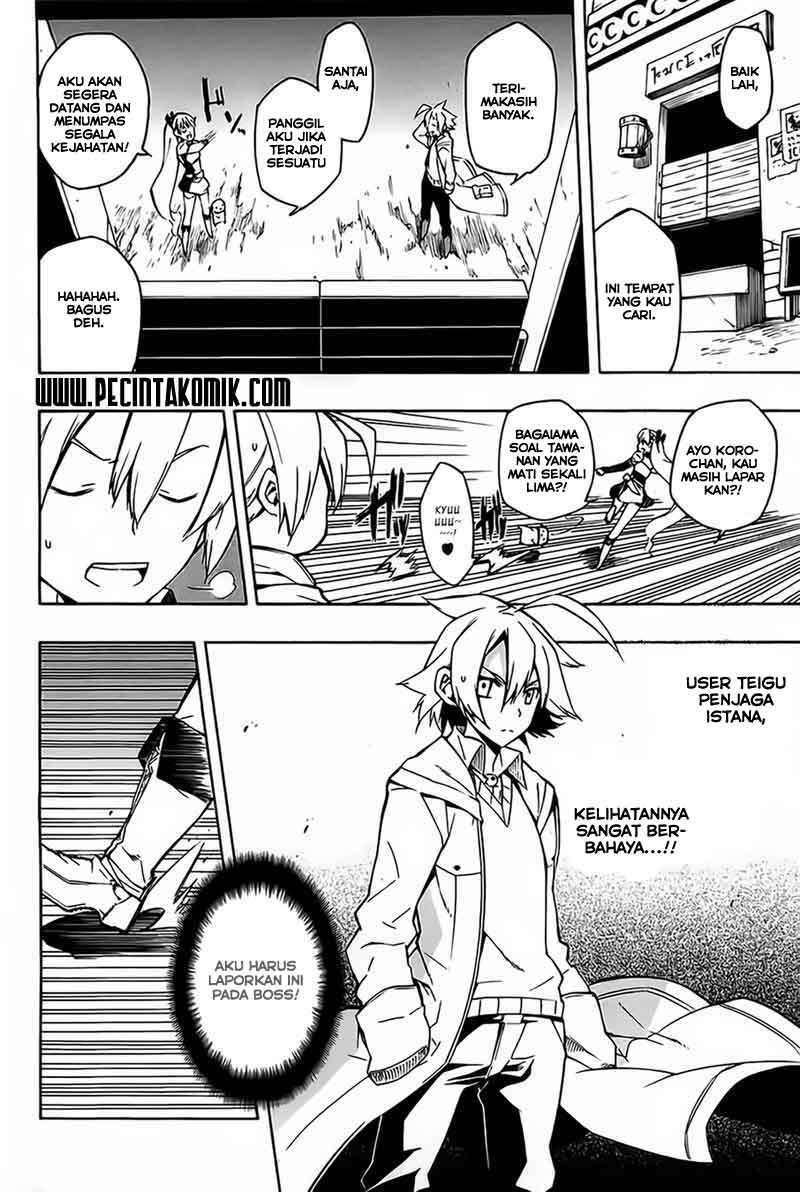 BAIK
LAH,
INI TEMPAT
YANG KAU
CARI.
TERI-
MAKASIH
BANYAK.
SANTAI
AJA,
PANGGIL
AKU JIKA
TERJADI
SESUATU
AKU AKAN
SEGERA
DATANG DAN
MENUMPAS
SEGALA
KEJAHATAN!
HAHAHAH.
BAGUS
DEH.
WWW.PECINTAKOMIK.COM
AYO KORO-
CHAN, KAU
MASIH LAPAR
KAN?!
BAGAIAMA
SOAL TAWA-
NAN YANG
MATI SEKALI
LIMA?!
KYUU
UUU~
~~~!
♥
USER TEIGU
PENJAGA
ISTANA,
KELIHATANNYA
SANGAT BER-
BAHAYA...!!
AKU HARUS
LAPORKAN INI
PADA BOSS!